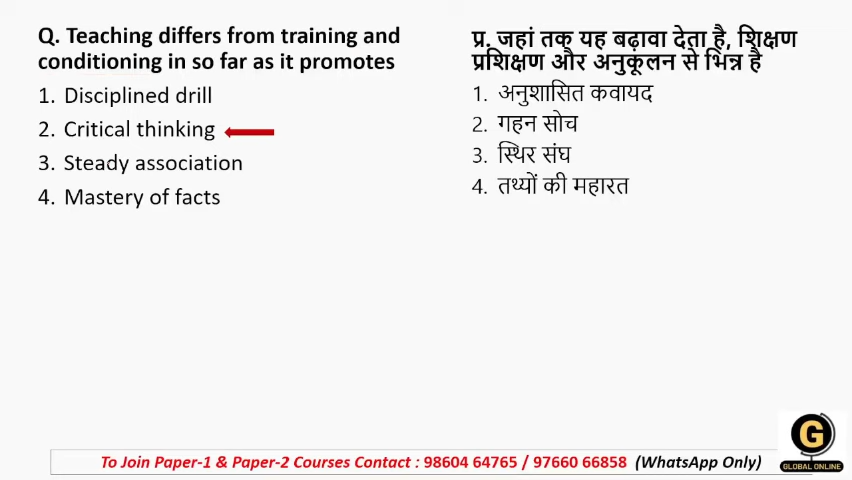 Q. Teaching differs from training and
conditioning in so far as it promotes
1. Disciplined drill
2. Critical thinking
3. Steady association
4. Mastery of facts
प्र. जहां तक यह बढ़ावा देता है, शिक्षण
प्रशिक्षण और अनुकूलन से भिन्न है
1. अनुशासित कवायद
2. गहन सोच
3. स्थिर संघ
4. तथ्यों की महारत
G
GLOBAL ONLINE
To Join Paper-1 & Paper-2 Courses Contact : 98604 64765 / 97660 66858 (WhatsApp Only)